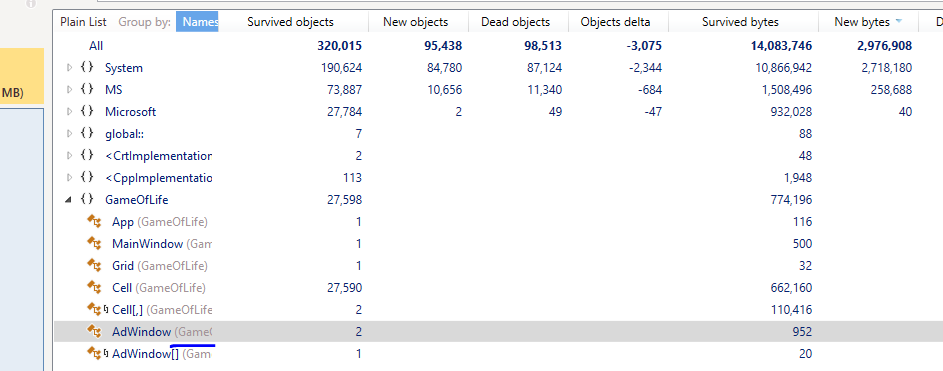 Plain List Group by: Names Survived objects New objects Dead objects Objects delta Survived bytes New bytes D
All 320,015 95,438 98,513 -3,075 14,083,746 2,976,908
{} System 190,624 84,780 87,124 -2,344 10,866,942 2,718,180
MB) {} MS 73,887 10,656 11,340 -684 1,508,496 258,688
{} Microsoft 27,784 2 49 -47 932,028 40
{} global:: 7 88
{} <CrtImplementation 2 48
{} <CppImplementatio 113 1,948
{} GameOfLife 27,598 774,196
App (GameOfLife) 1 116
MainWindow (Gam 1 500
Grid (GameOfLife) 1 32
Cell (GameOfLife) 27,590 662,160
Cell[,] (GameOfLife 2 110,416
AdWindow (GameO 2 952
AdWindow[] (Gam 1 20